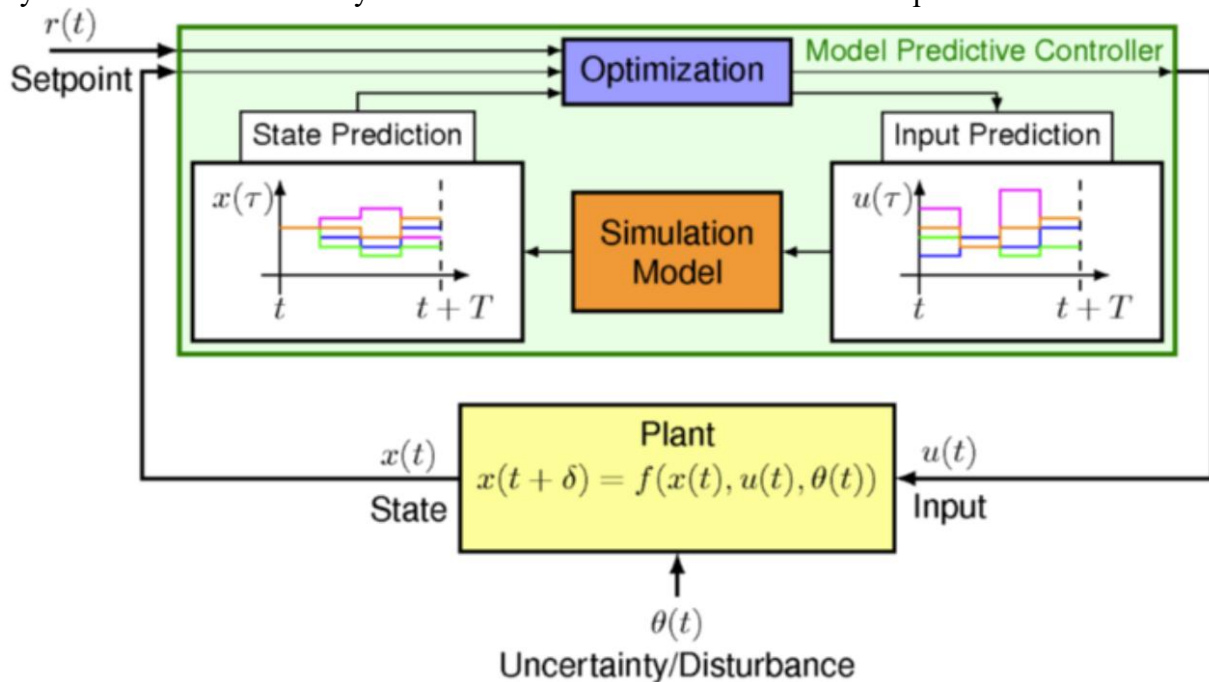 r(t)
Setpoint
Model Predictive Controller
Optimization
State Prediction
Input Prediction
x(τ)
t
t + T
Simulation
Model
u(τ)
t
t + T
Plant
x(t + δ) = f(x(t), u(t), θ(t))
x(t)
State
u(t)
Input
θ(t)
Uncertainty/Disturbance